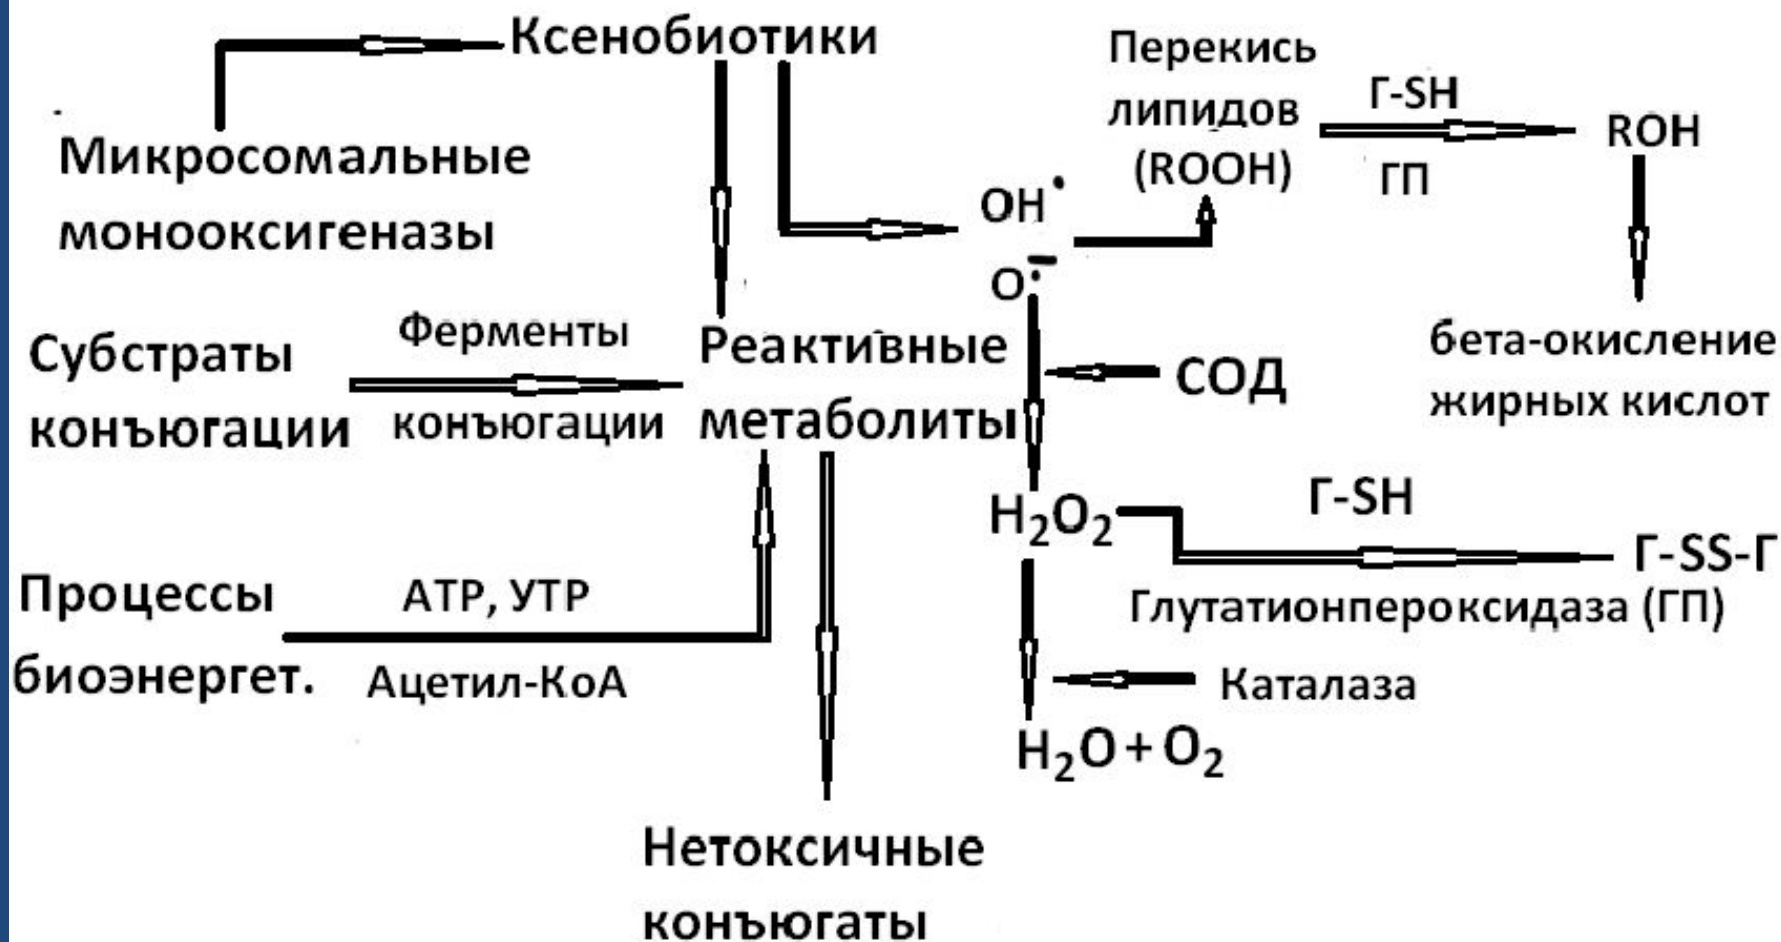 Ксенобиотики
Микросомальные
монооксигеназы
Перекись
липидов
(ROOH)
Г-SH
ГП
ROH
OH•
O•̄
Субстраты
конъюгации
Ферменты
конъюгации
Реактивные
метаболиты
СОД
бета-окисление
жирных кислот
H₂O₂
Г-SH
Г-SS-Г
Глутатионпероксидаза (ГП)
Процессы
биоэнергет.
АТР, УТР
Ацетил-КоА
Каталаза
H₂O + O₂
Нетоксичные
конъюгаты